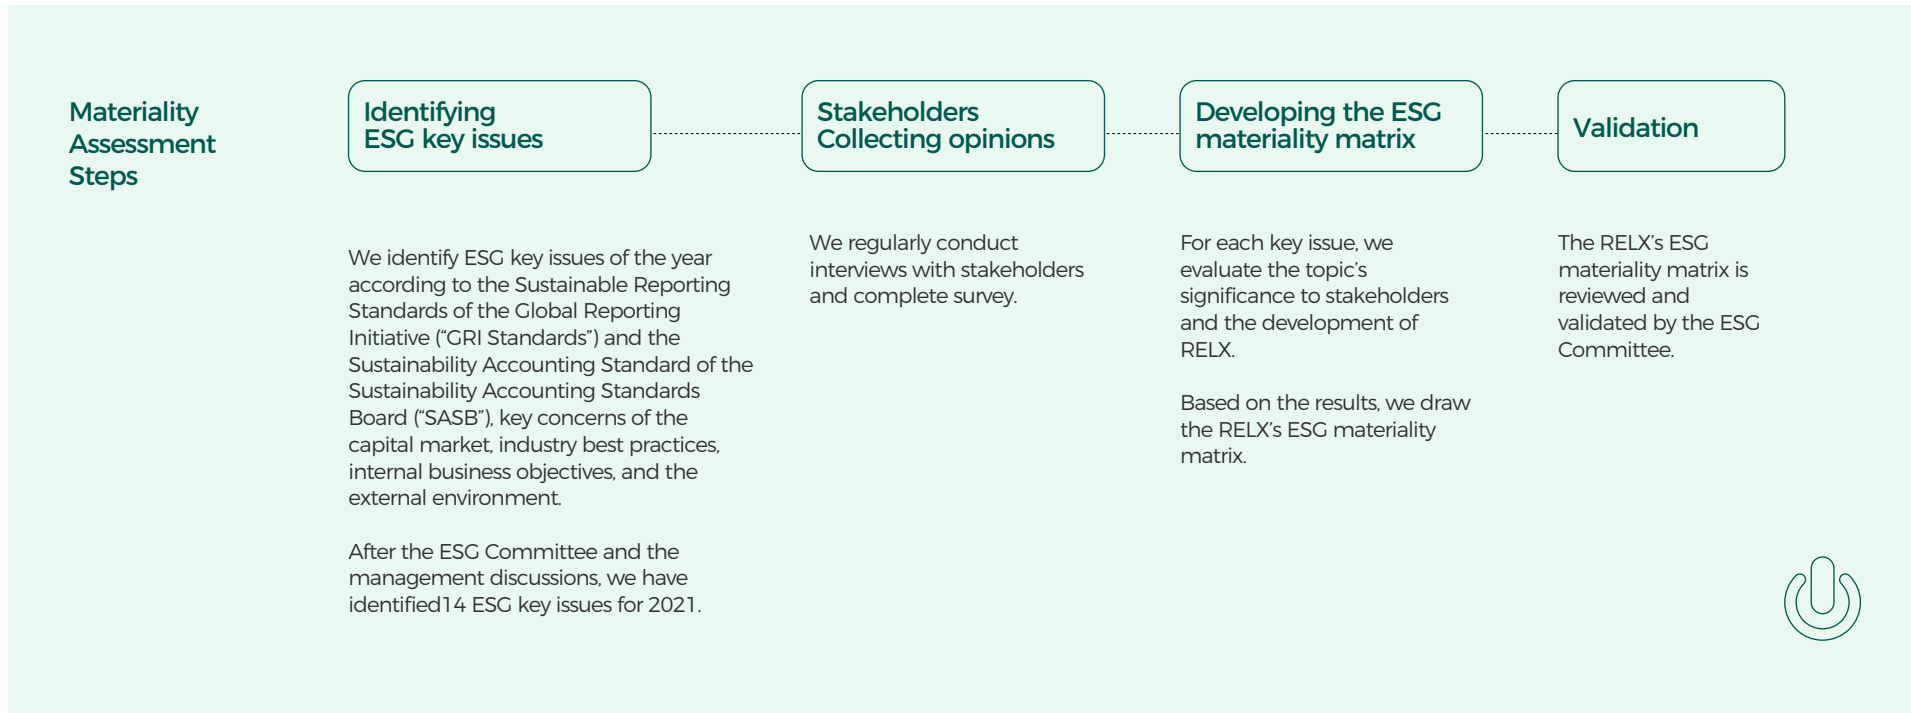 Materiality
Assessment
Steps
Identifying
ESG key issues
We identify ESG key issues of the year
according to the Sustainable Reporting
Standards of the Global Reporting
Initiative (“GRI Standards”) and the
Sustainability Accounting Standard of the
Sustainability Accounting Standards
Board (“SASB”), key concerns of the
capital market, industry best practices,
internal business objectives, and the
external environment.
After the ESG Committee and the
management discussions, we have
identified14 ESG key issues for 2021.
Stakeholders
Collecting opinions
We regularly conduct
interviews with stakeholders
and complete survey.
Developing the ESG
materiality matrix
For each key issue, we
evaluate the topic’s
significance to stakeholders
and the development of
RELX.
Based on the results, we draw
the RELX’s ESG materiality
matrix.
Validation
The RELX’s ESG
materiality matrix is
reviewed and
validated by the ESG
Committee.